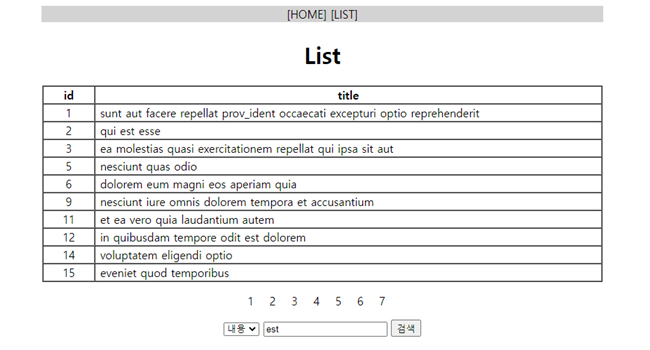 [HOME] [LIST]
List
id title
1 sunt aut facere repellat prov_ident occaecati excepturi optio reprehenderit
2 qui est esse
3 ea molestias quasi exercitationem repellat qui ipsa sit aut
5 nesciunt quas odio
6 dolorem eum magni eos aperiam quia
9 nesciunt iure omnis dolorem tempora et accusantium
11 et ea vero quia laudantium autem
12 in quibusdam tempore odit est dolorem
14 voluptatem eligendi optio
15 eveniet quod temporibus
1 2 3 4 5 6 7
내용 est 검색